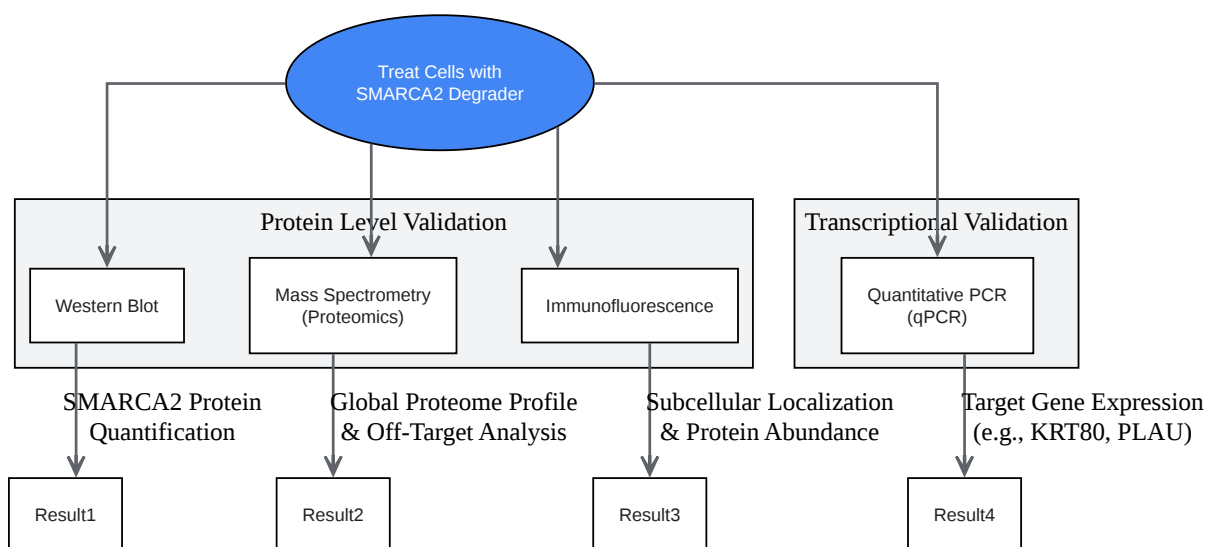 Treat Cells with
SMARCA2 Degrader
Protein Level Validation
Transcriptional Validation
Western Blot
Mass Spectrometry
(Proteomics)
Immunofluorescence
Quantitative PCR
(qPCR)
SMARCA2 Protein
Quantification
Global Proteome Profile
& Off-Target Analysis
Subcellular Localization
& Protein Abundance
Target Gene Expression
(e.g., KRT80, PLAU)
Result1
Result2
Result3
Result4